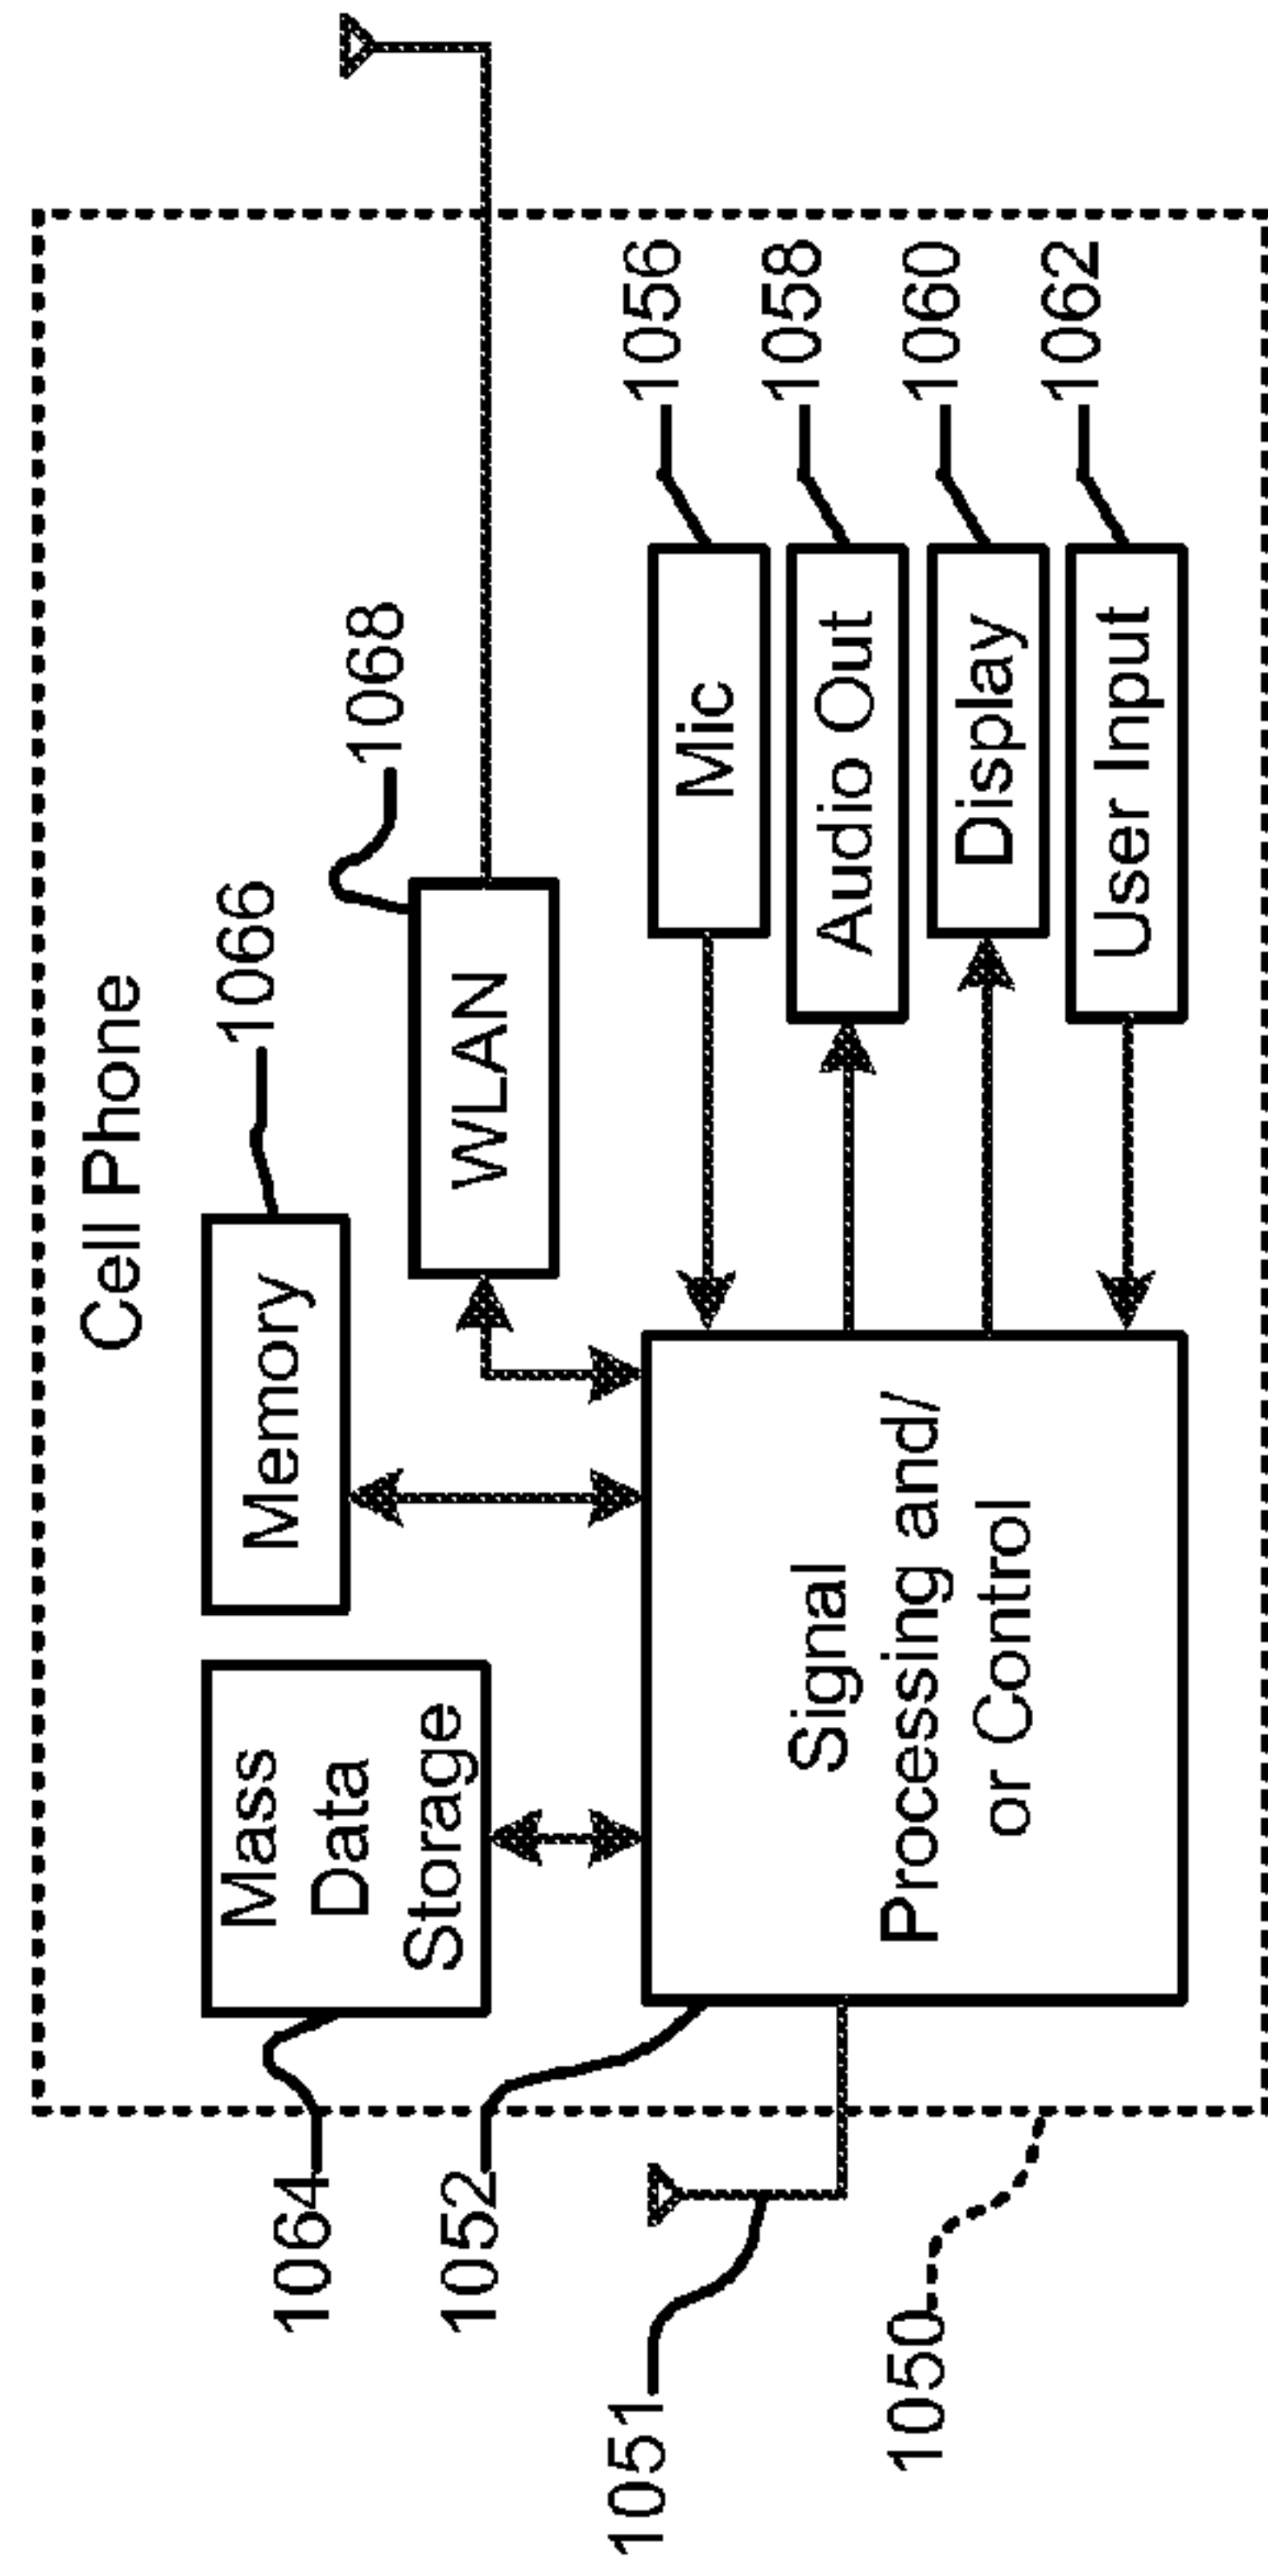 Cell Phone
1064
Mass
Data
Storage
Memory
1066
1068
WLAN
1052
Signal
Processing and/
or Control
Mic
1056
Audio Out
1058
Display
1060
User Input
1062
1051
1050